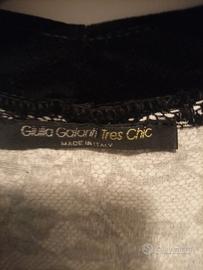 Giulia Galanti Tres Chic
MADE IN ITALY